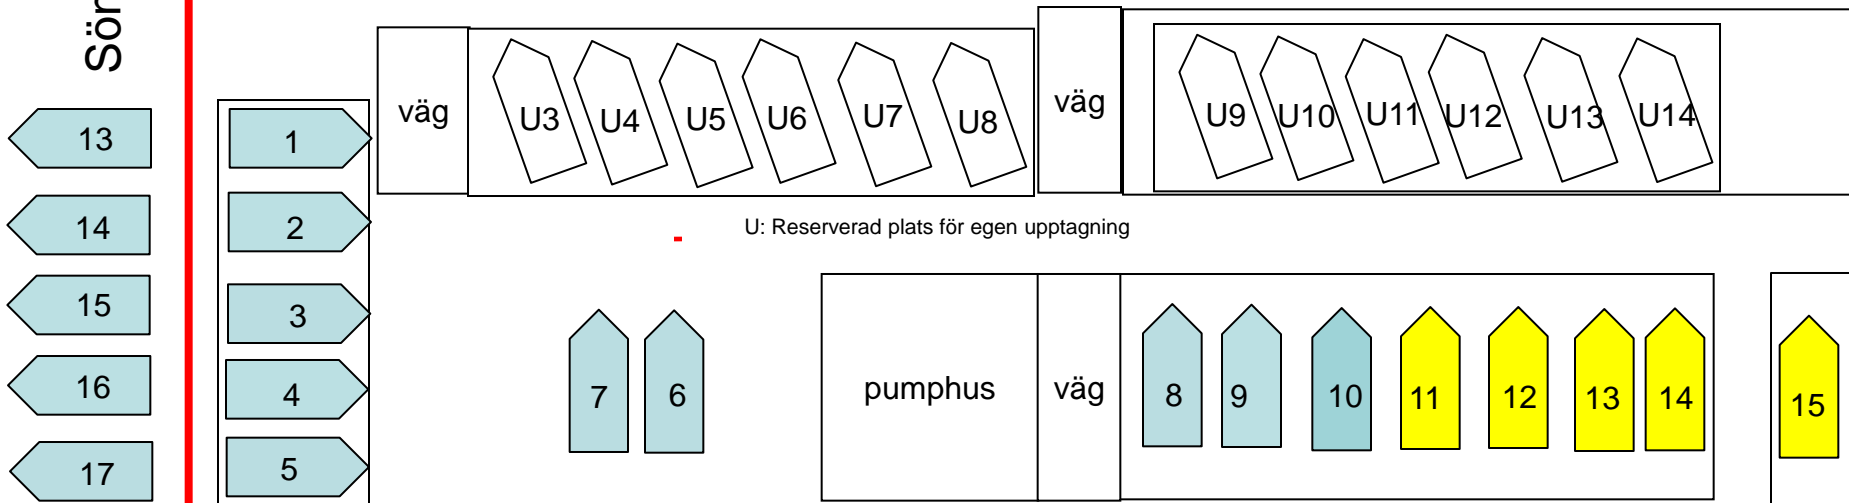 Sör
väg
U3
U4
U5
U6
U7
U8
väg
U9
U10
U11
U12
U13
U14
13
1
14
2
U: Reserverad plats för egen upptagning
15
3
16
4
7
6
pumphus
väg
8
9
10
11
12
13
14
15
17
5